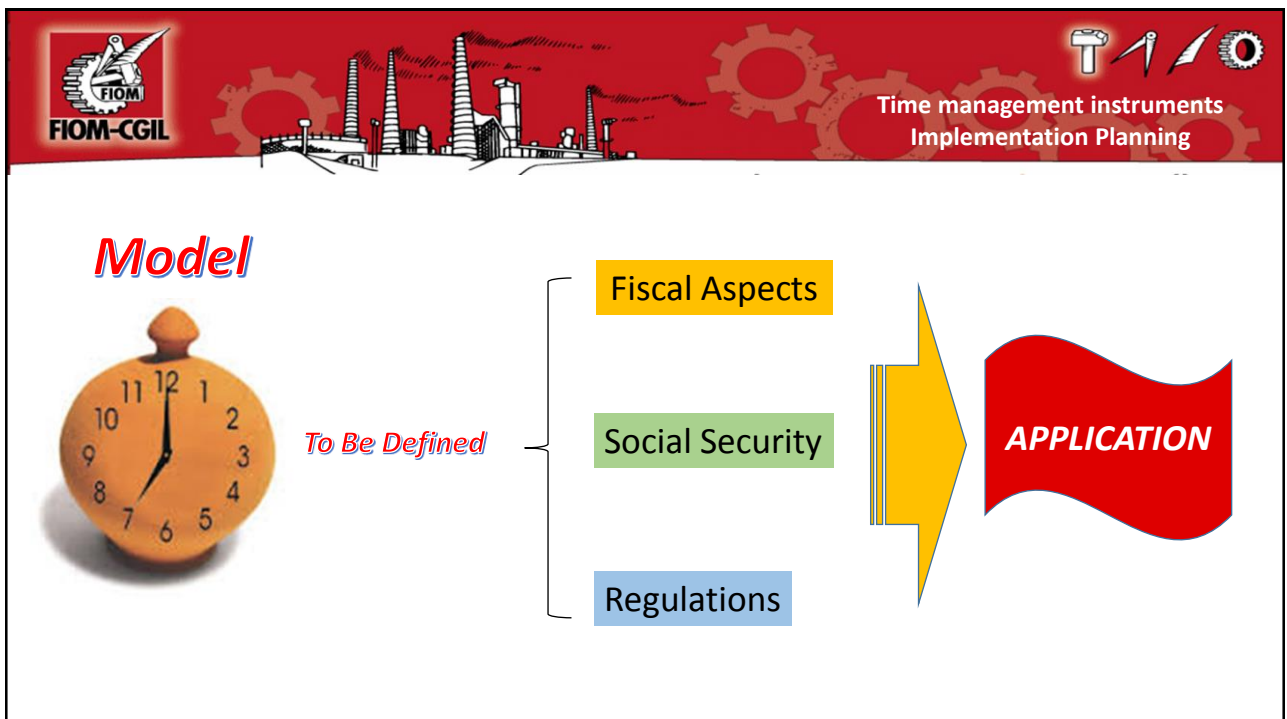 FIOM
FIOM-CGIL
Time management instruments
Implementation Planning
Model
12
1
2
3
4
5
6
7
8
9
10
11
To Be Defined
Fiscal Aspects
Social Security
Regulations
APPLICATION